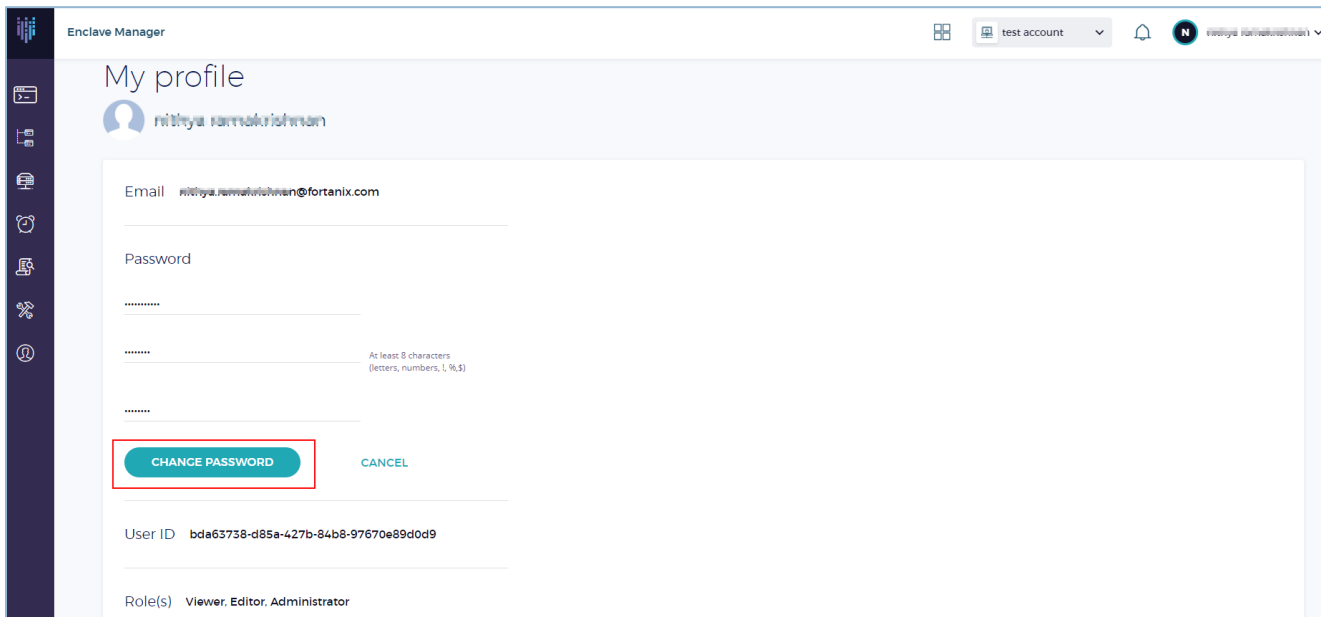 Enclave Manager
test account
N
My profile
Email @fortanix.com
Password
•••••••••••
••••••••
At least 8 characters
(letters, numbers, !, %,$)
••••••••
CHANGE PASSWORD
CANCEL
User ID bda63738-d85a-427b-84b8-97670e89d0d9
Role(s) Viewer, Editor, Administrator